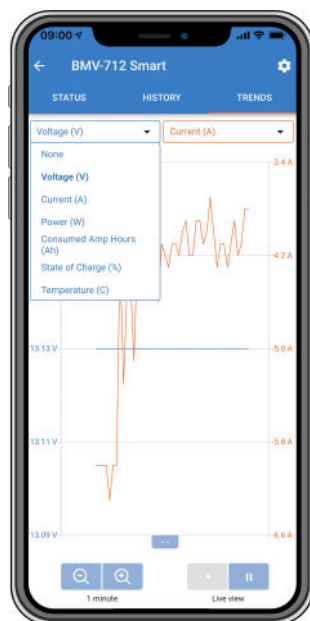 09:00
BMV-712 Smart
STATUS HISTORY TRENDS
Voltage (V) Current (A)
None
Voltage (V)
Current (A)
Power (W)
Consumed Amp Hours
(Ah)
State of Charge (%)
Temperature (C)
-3.4 A
-4.2 A
13.13 V -5.0 A
13.11 V -5.8 A
13.09 V -6.6 A
1 minute Live view